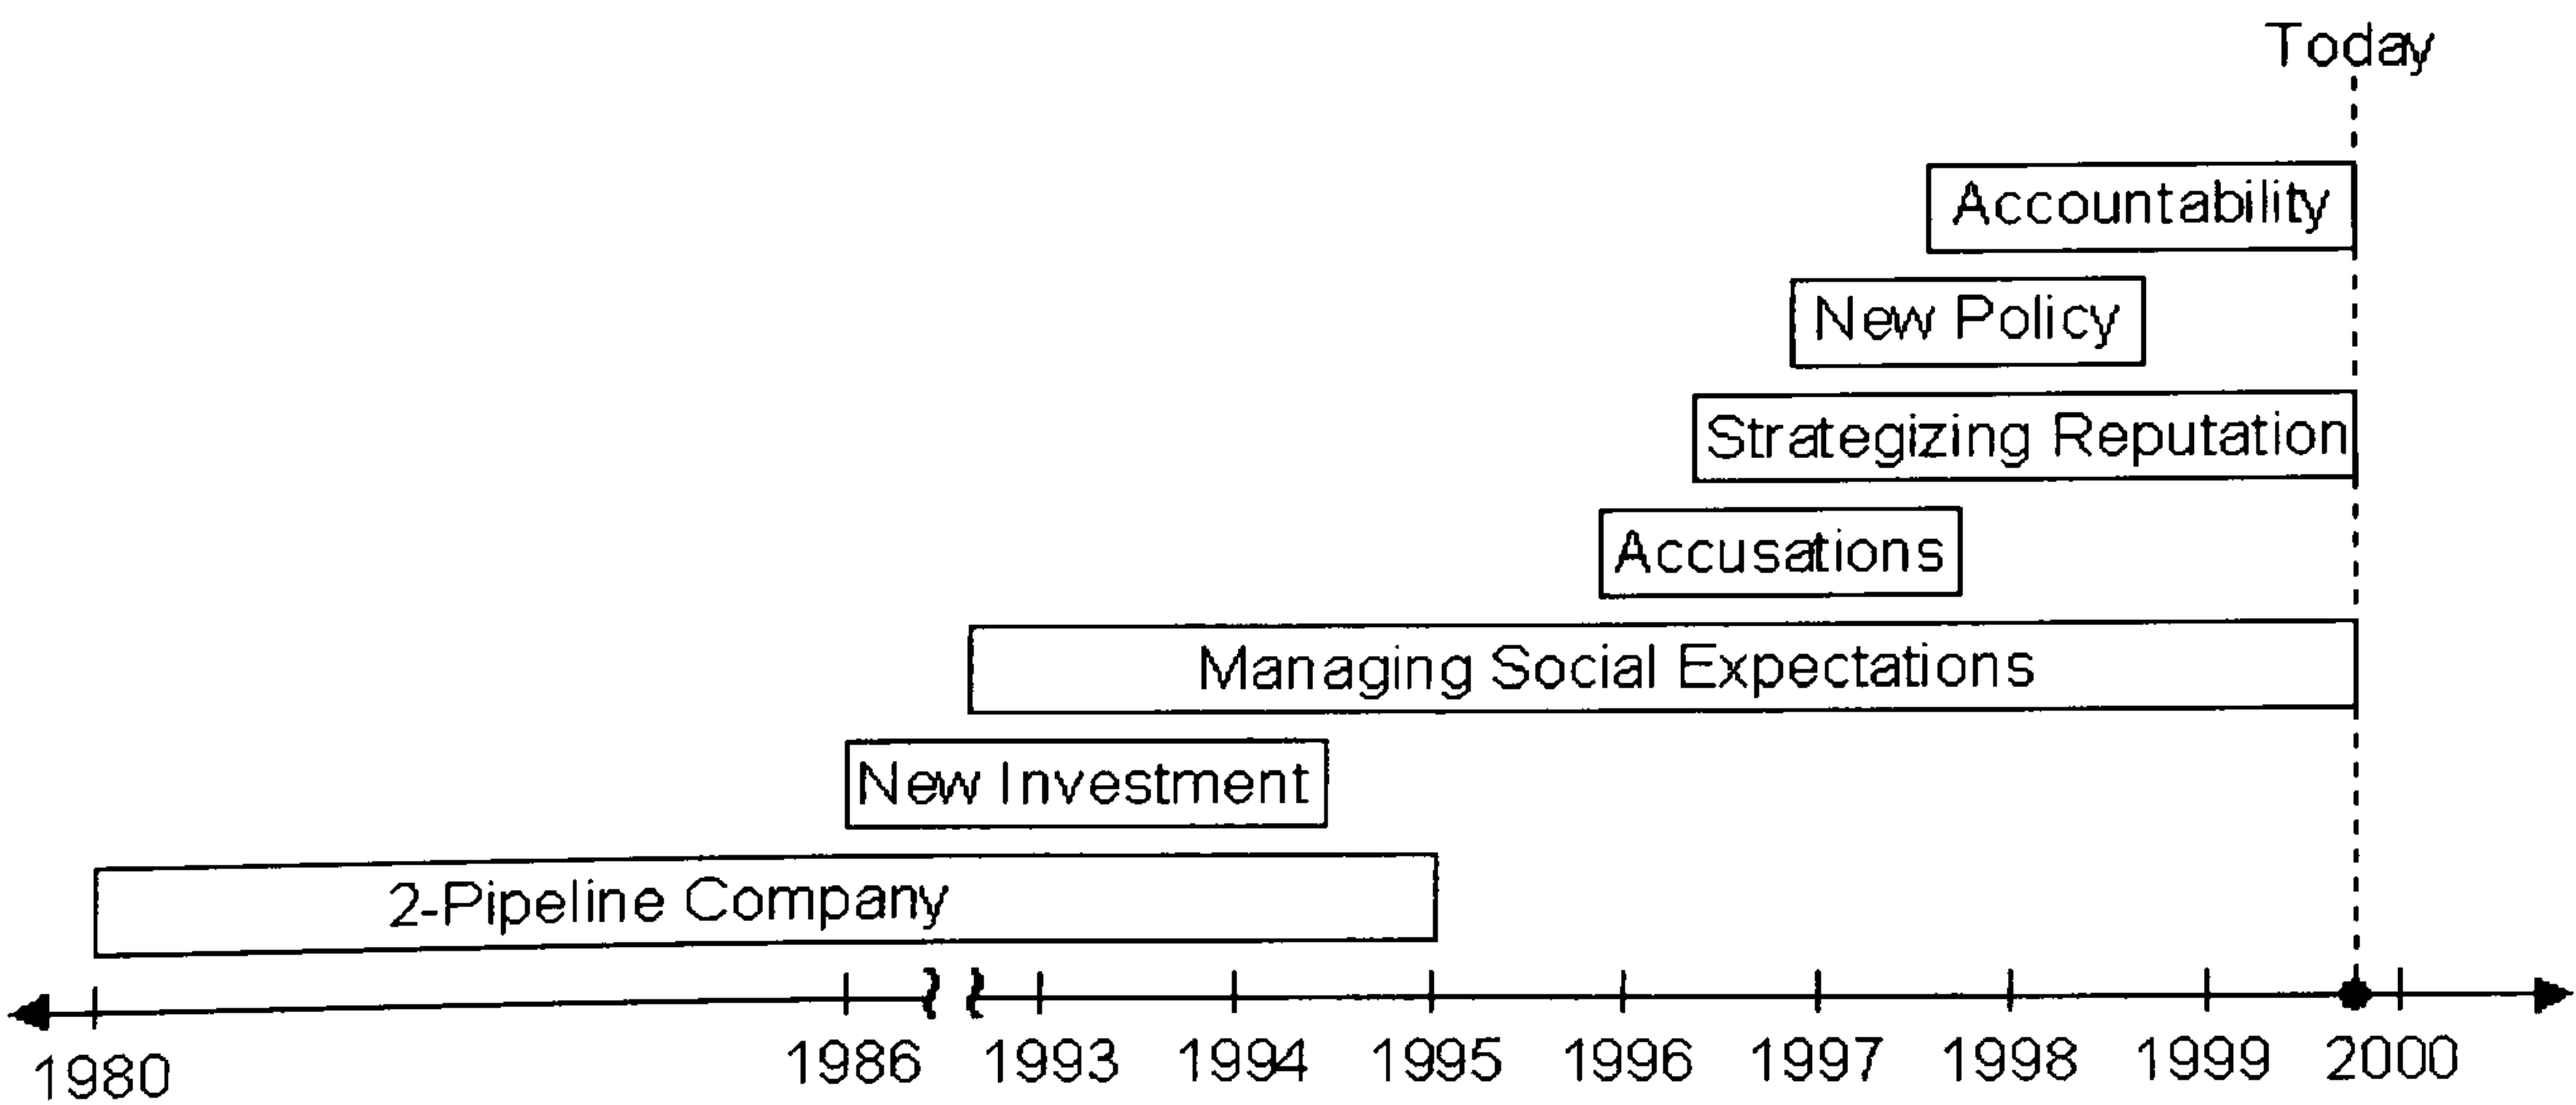 Today
Accountability
New Policy
Strategizing Reputation
Accusations
Managing Social Expectations
New Investment
2-Pipeline Company
1980 1986 1993 1994 1995 1996 1997 1998 1999 2000